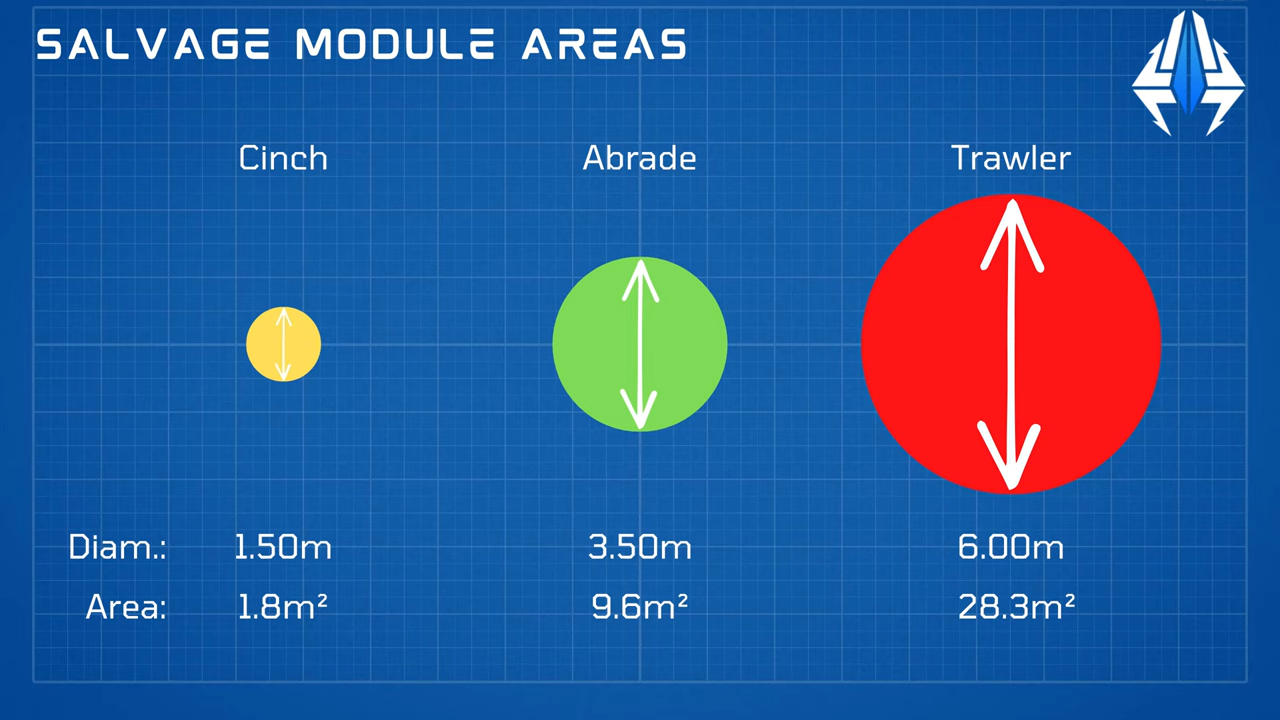 SALVAGE MODULE AREAS
Cinch Abrade Trawler
Diam.: 1.50m 3.50m 6.00m
Area: 1.8m² 9.6m² 28.3m²